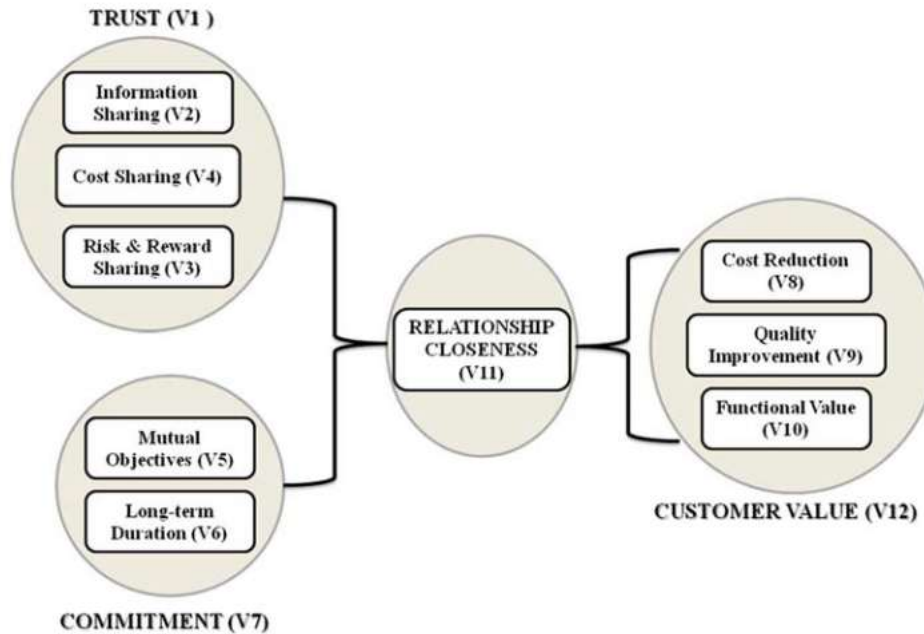 TRUST (V1 )
Information
Sharing (V2)
Cost Sharing (V4)
Risk & Reward
Sharing (V3)
Mutual
Objectives (V5)
Long-term
Duration (V6)
COMMITMENT (V7)
RELATIONSHIP
CLOSENESS
(V11)
Cost Reduction
(V8)
Quality
Improvement (V9)
Functional Value
(V10)
CUSTOMER VALUE (V12)